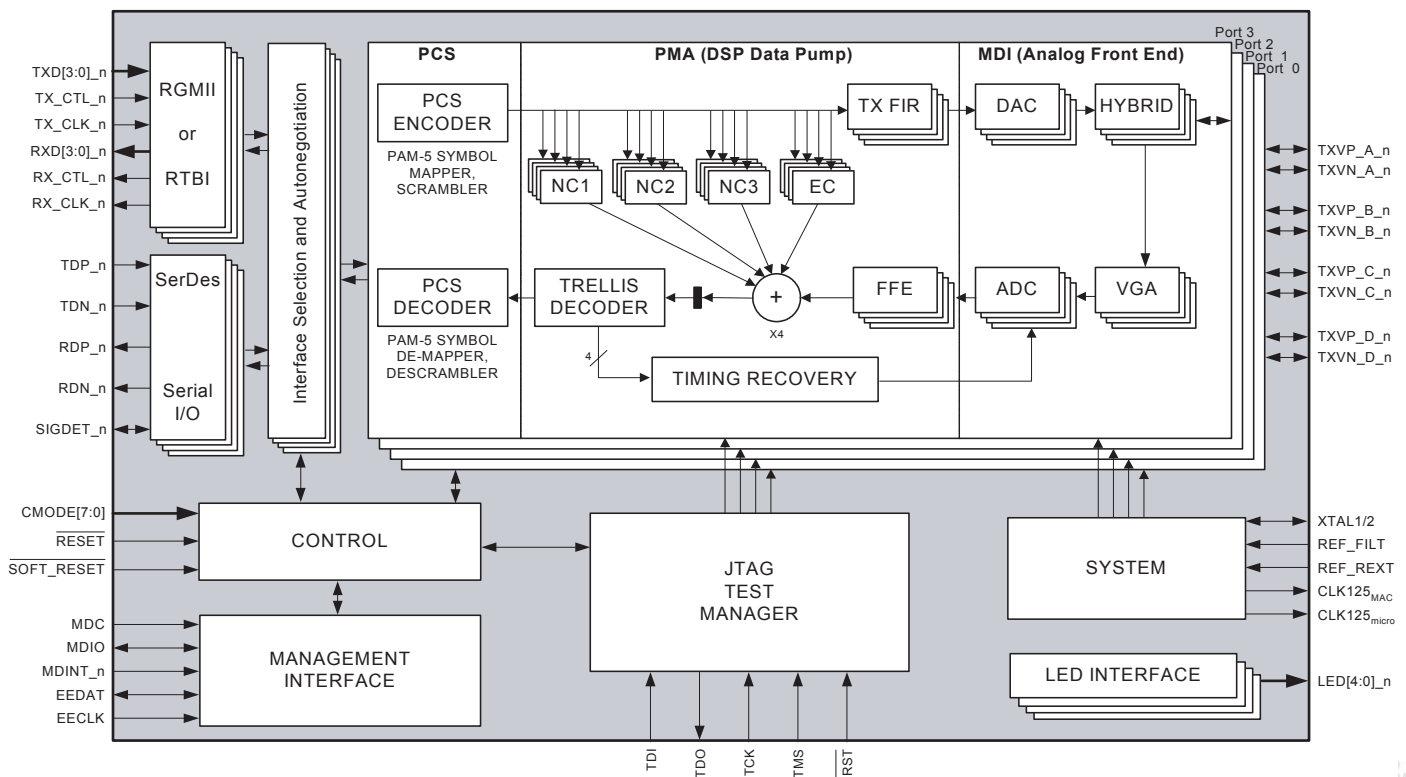 Port 3
Port 2
Port 1
Port 0
PCS
PMA (DSP Data Pump)
MDI (Analog Front End)
TXD[3:0]_n
TX_CTL_n
TX_CLK_n
RXD[3:0]_n
RX_CTL_n
RX_CLK_n
RGMII
or
RTBI
TDP_n
TDN_n
RDP_n
RDN_n
SIGDET_n
SerDes
Serial
I/O
Interface Selection and Autonegotiation
PCS
ENCODER
PAM-5 SYMBOL
MAPPER,
SCRAMBLER
PCS
DECODER
PAM-5 SYMBOL
DE-MAPPER,
DESCRAMBLER
NC1
NC2
NC3
EC
TX FIR
TRELLIS
DECODER
+
X4
FFE
4
TIMING RECOVERY
DAC
HYBRID
ADC
VGA
TXVP_A_n
TXVN_A_n
TXVP_B_n
TXVN_B_n
TXVP_C_n
TXVN_C_n
TXVP_D_n
TXVN_D_n
CMODE[7:0]
RESET
SOFT_RESET
CONTROL
MDC
MDIO
MDINT_n
EEDAT
EECLK
MANAGEMENT
INTERFACE
JTAG
TEST
MANAGER
TDI
TDO
TCK
TMS
RST
SYSTEM
XTAL1/2
REF_FILT
REF_REXT
CLK125MAC
CLK125micro
LED INTERFACE
LED[4:0]_n